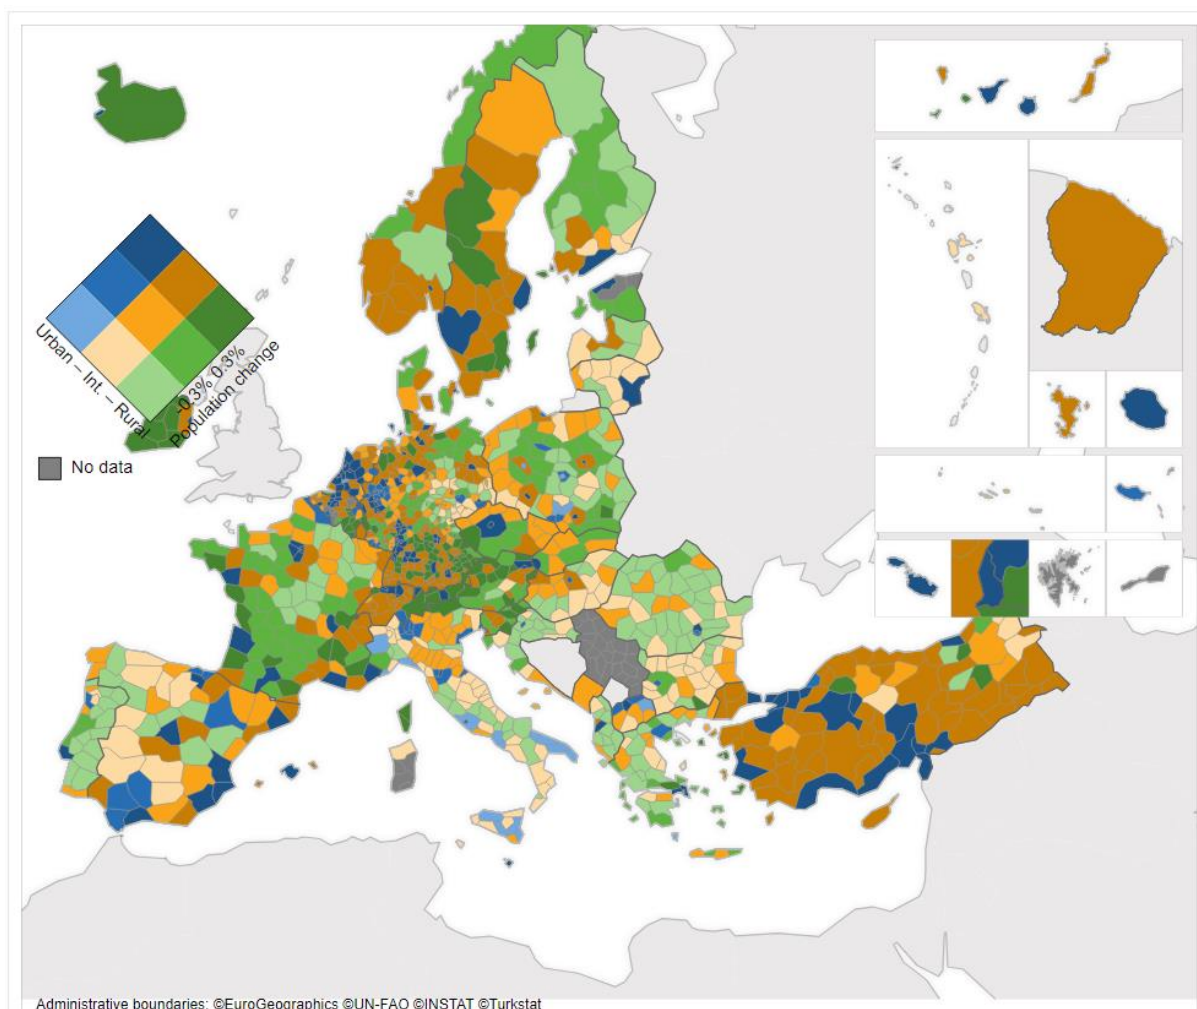 Urban – Int. – Rural
-0.3% 0.3%
Population change
No data
Administrative boundaries: ©EuroGeographics ©UN-FAO ©INSTAT ©Turkstat